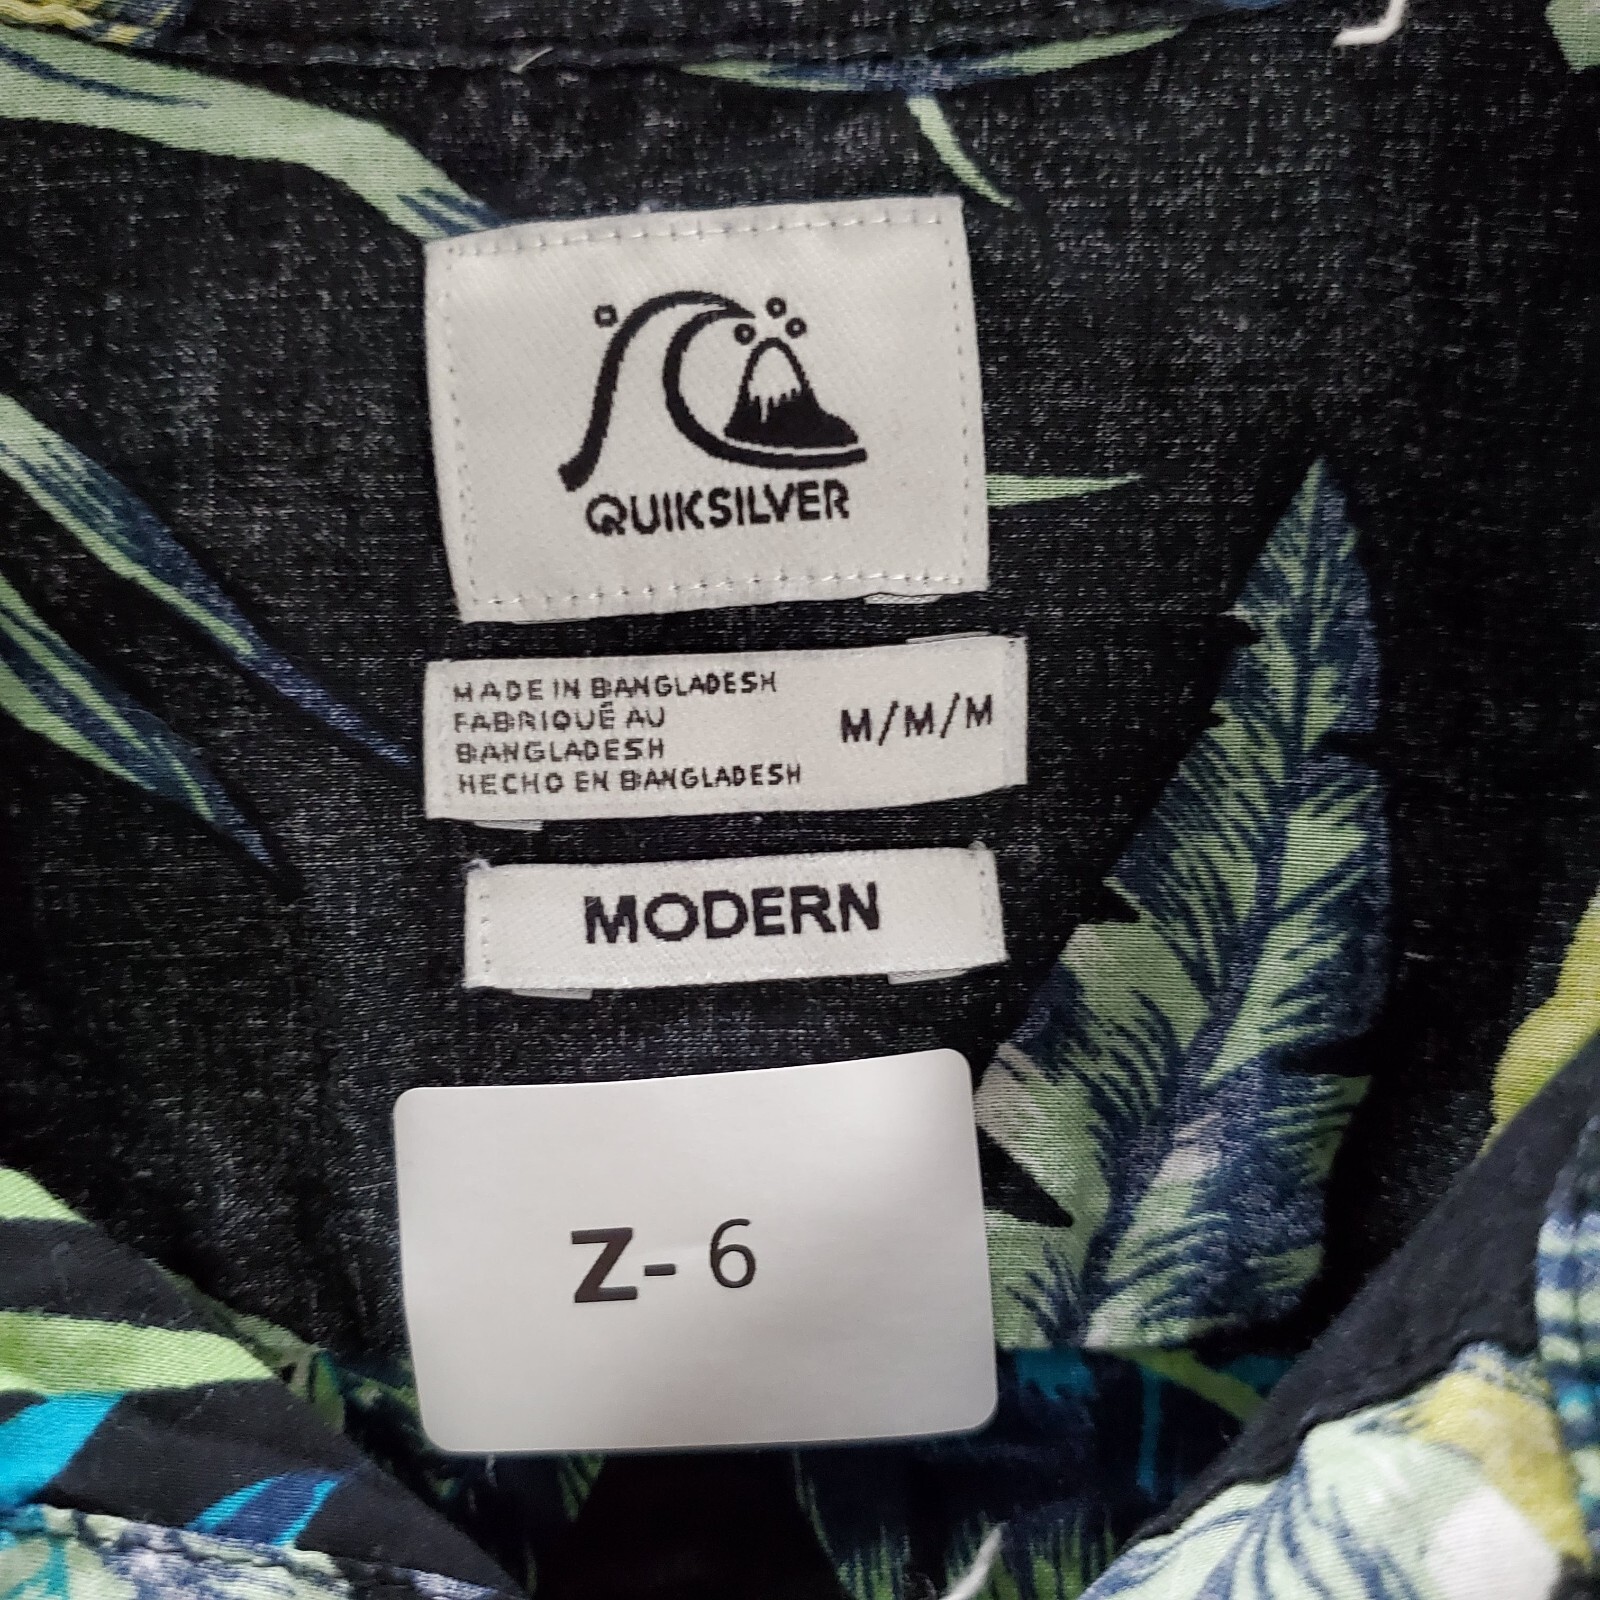 QUIKSILVER
MADE IN BANGLADESH
FABRIQUÉ AU
BANGLADESH
HECHO EN BANGLADESH
M/M/M
MODERN
Z-6